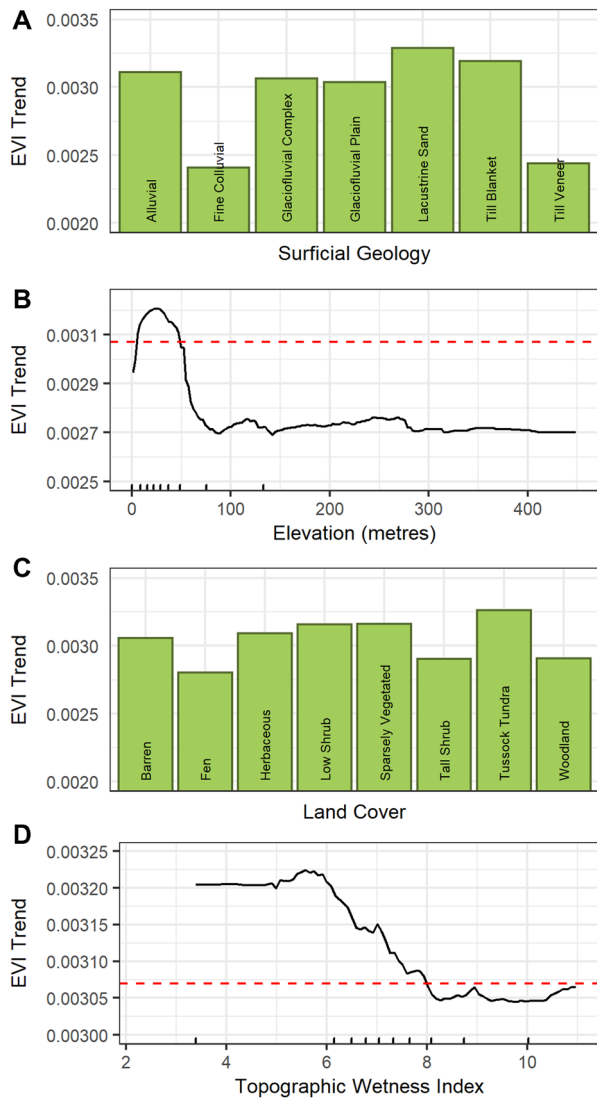 A
EVI Trend
0.0035
0.0030
0.0025
0.0020
Alluvial
Fine Colluvial
Glaciofluvial Complex
Glaciofluvial Plain
Lacustrine Sand
Till Blanket
Till Veneer
Surficial Geology
B
EVI Trend
0.0031
0.0029
0.0027
0.0025
0 100 200 300 400
Elevation (metres)
C
EVI Trend
0.0035
0.0030
0.0025
0.0020
Barren
Fen
Herbaceous
Low Shrub
Sparsely Vegetated
Tall Shrub
Tussock Tundra
Woodland
Land Cover
D
EVI Trend
0.00325
0.00320
0.00315
0.00310
0.00305
0.00300
2 4 6 8 10
Topographic Wetness Index